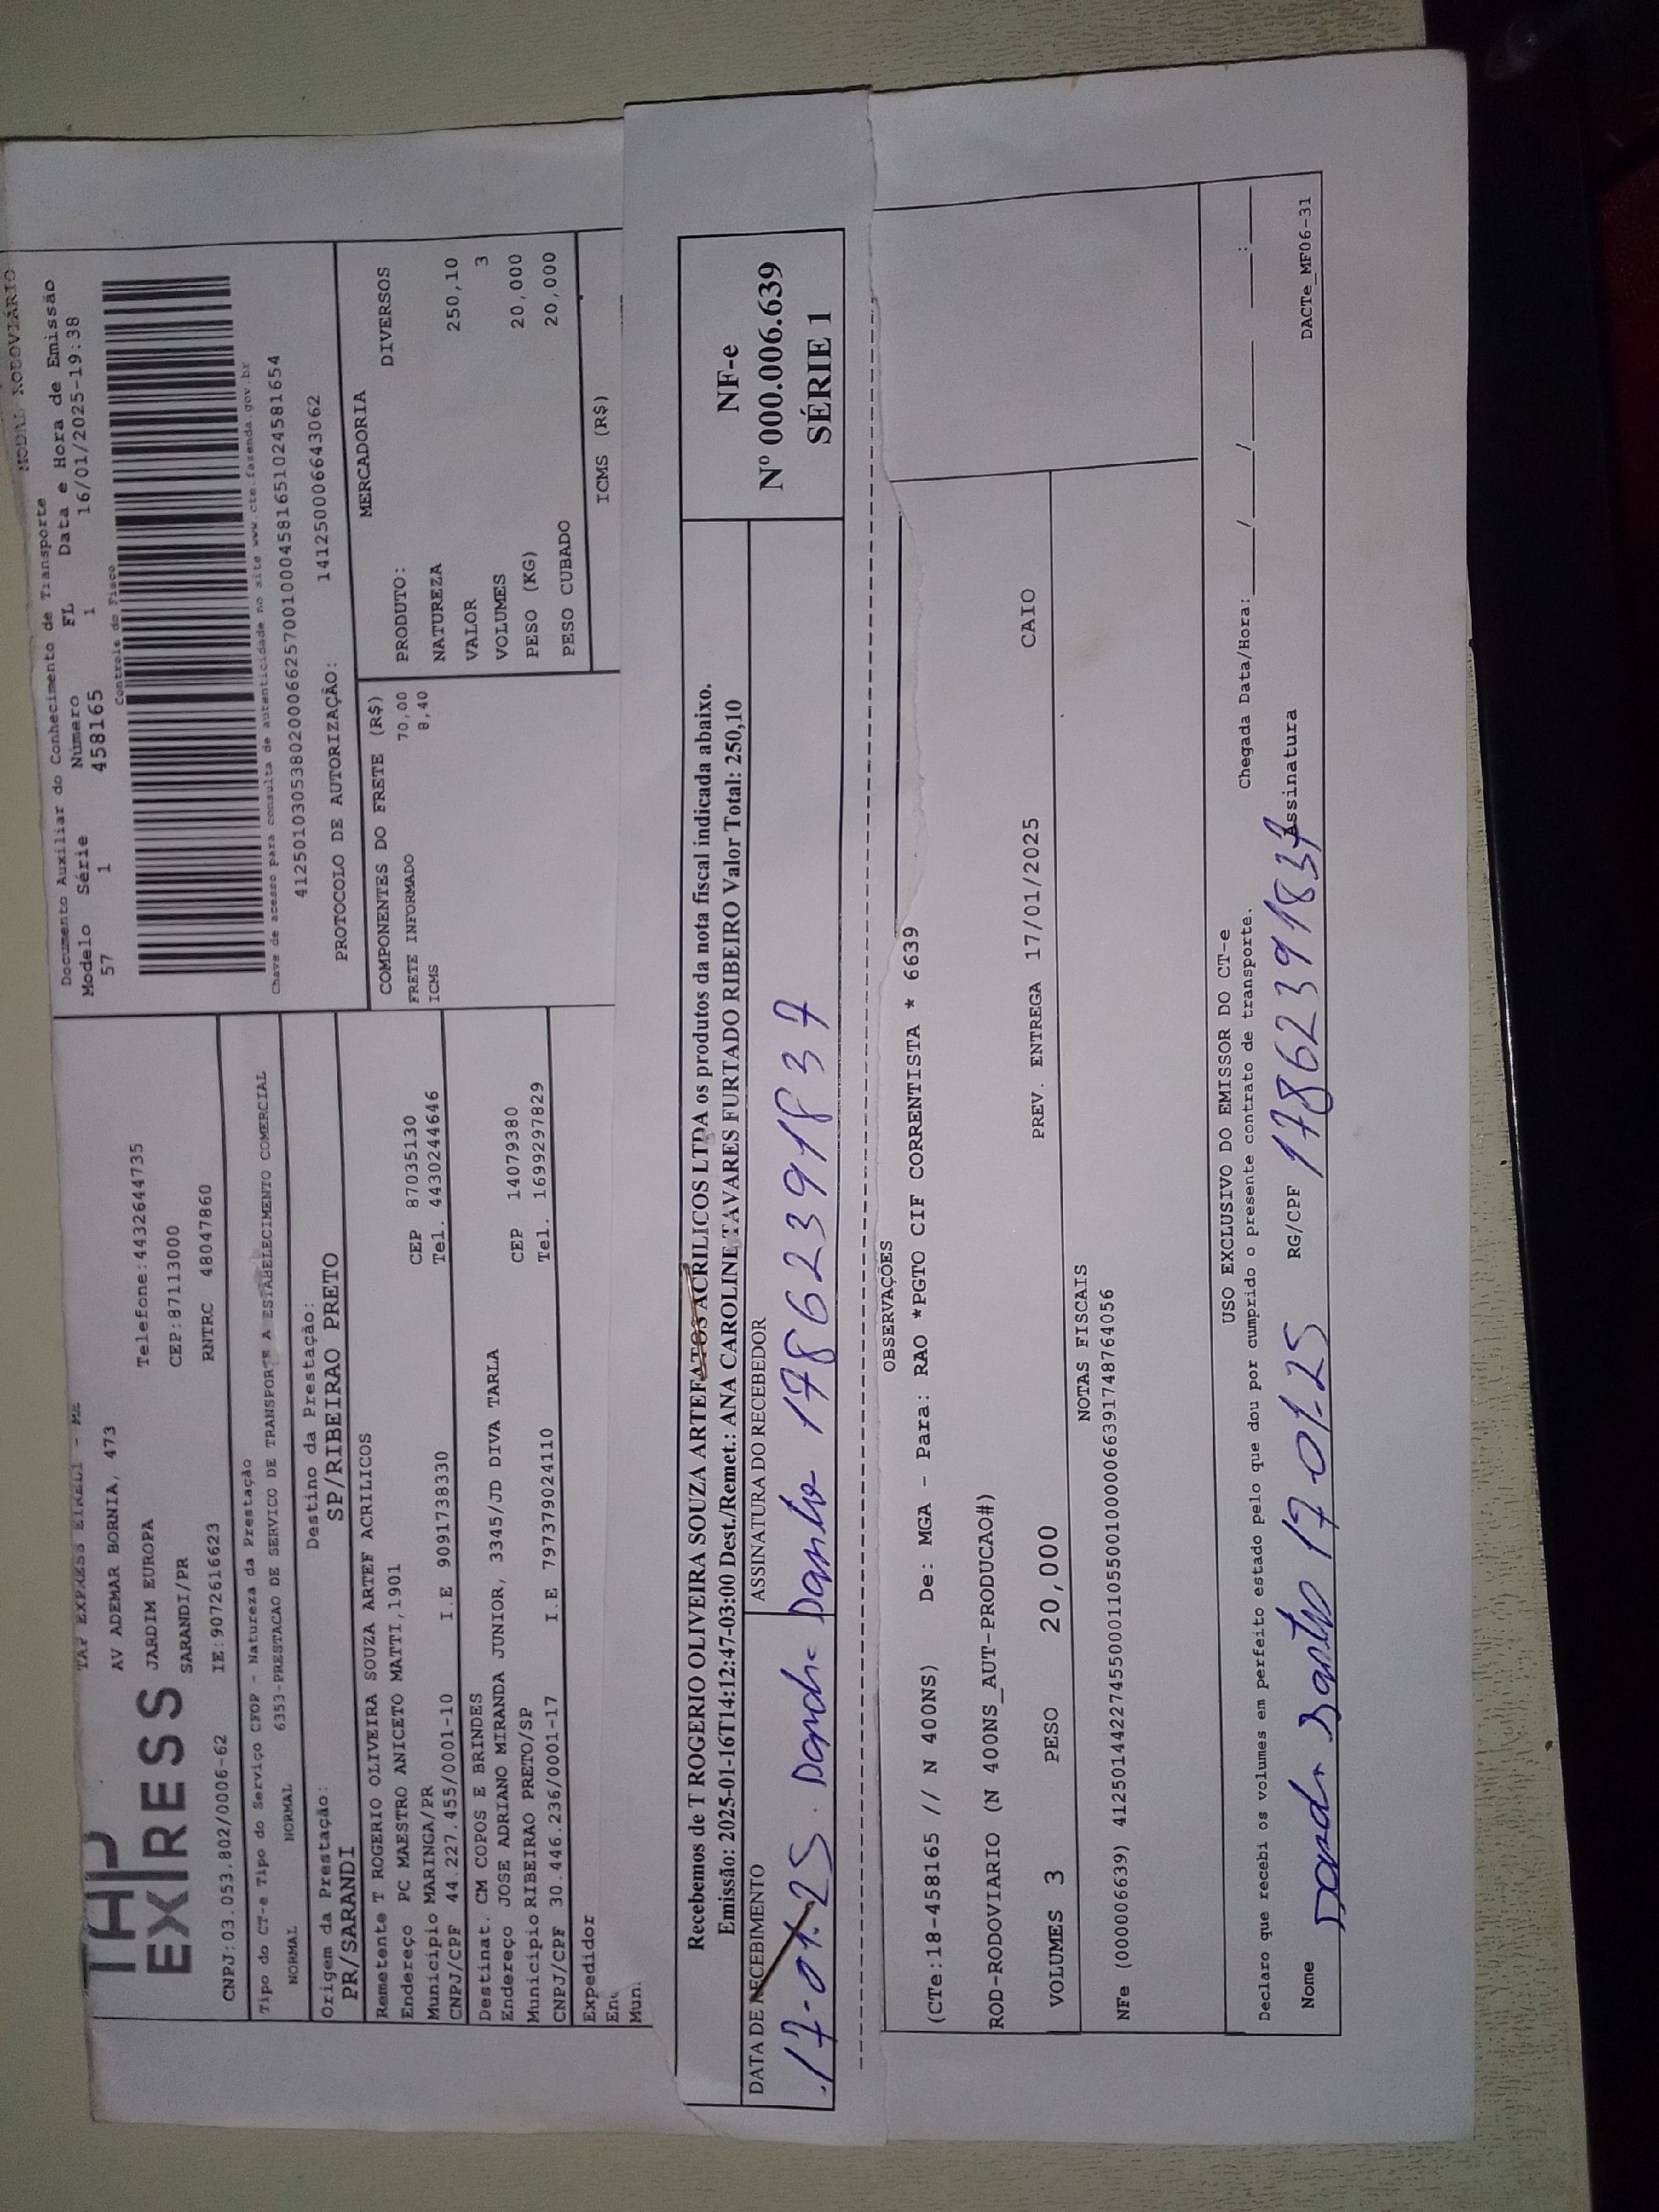 TAP
EXPRESS
TAP EXPRESS EIRELI - ME
AV ADEMAR BORNIA, 473
JARDIM EUROPA Telefone:4432644735
SARANDI/PR CEP:87113000
CNPJ:03.053.802/0006-62 IE:9072616623 RNTRC 48047860
MODAL RODOVIÁRIO
Documento Auxiliar do Conhecimento de Transporte
Modelo Série Número FL Data e Hora de Emissão
57 1 458165 1 16/01/2025-19:38
Controle do Fisco
Chave de acesso para consulta de autenticidade no site www.cte.fazenda.gov.br
41250103053802000662570010004581651024581654
PROTOCOLO DE AUTORIZAÇÃO: 141250006643062
Tipo do CT-e Tipo do Serviço CFOP - Natureza da Prestação
NORMAL NORMAL 6353-PRESTACAO DE SERVICO DE TRANSPORTE A ESTABELECIMENTO COMERCIAL
Origem da Prestação: Destino da Prestação:
PR/SARANDI SP/RIBEIRAO PRETO
Remetente T ROGERIO OLIVEIRA SOUZA ARTEF ACRILICOS
Endereço PC MAESTRO ANICETO MATTI,1901
Município MARINGA/PR CEP 87035130
CNPJ/CPF 44.227.455/0001-10 I.E 9091738330 Tel. 4430244646
Destinat. CM COPOS E BRINDES
Endereço JOSE ADRIANO MIRANDA JUNIOR, 3345/JD DIVA TARLA
Município RIBEIRAO PRETO/SP CEP 14079380
CNPJ/CPF 30.446.236/0001-17 I.E 797379024110 Tel. 16992997829
Expedidor
Muni
COMPONENTES DO FRETE (R$)
FRETE INFORMADO 70,00
ICMS 8,40
MERCADORIA
PRODUTO: DIVERSOS
NATUREZA
VALOR 250,10
VOLUMES 3
PESO (KG) 20,000
PESO CUBADO 20,000
ICMS (R$)
Recebemos de T ROGERIO OLIVEIRA SOUZA ARTEFATOS ACRILICOS LTDA os produtos da nota fiscal indicada abaixo.
Emissão: 2025-01-16T14:12:47-03:00 Dest./Remet.: ANA CAROLINE TAVARES FURTADO RIBEIRO Valor Total: 250,10
DATA DE RECEBIMENTO ASSINATURA DO RECEBEDOR
17-01-25 17862391837
NF-e
Nº 000.006.639
SÉRIE 1
OBSERVAÇÕES
(CTe:18-458165 // N 400NS) De: MGA - Para: RAO *PGTO CIF CORRENTISTA * 6639
ROD-RODOVIARIO (N 400NS_AUT-PRODUCAO#)
VOLUMES 3 PESO 20,000 PREV. ENTREGA 17/01/2025 CAIO
NOTAS FISCAIS
NFe (000006639) 41250144227455000110550010000066391748764056
USO EXCLUSIVO DO EMISSOR DO CT-e
Declaro que recebi os volumes em perfeito estado pelo que dou por cumprido o presente contrato de transporte. Chegada Data/Hora:____/____/____ ____:____
Nome 17-01-25 RG/CPF 17862391837 Assinatura
DACTe_MF06-31